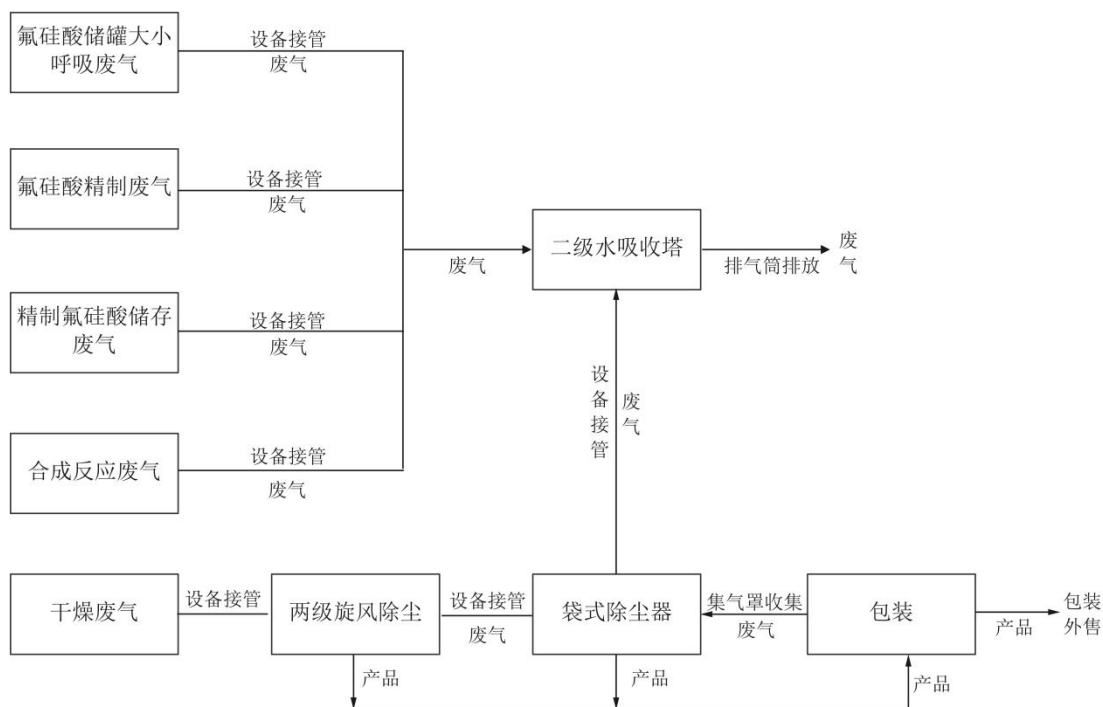 氟硅酸储罐大小
呼吸废气
设备接管
废气
氟硅酸精制废气
设备接管
废气
废气
二级水吸收塔
排气筒排放
废
气
精制氟硅酸储存
废气
设备接管
废气
设
备
接
管
废
气
合成反应废气
设备接管
废气
干燥废气
设备接管
两级旋风除尘
设备接管
废气
袋式除尘器
集气罩收集
废气
包装
产品
包装
外售
产品
产品
产品